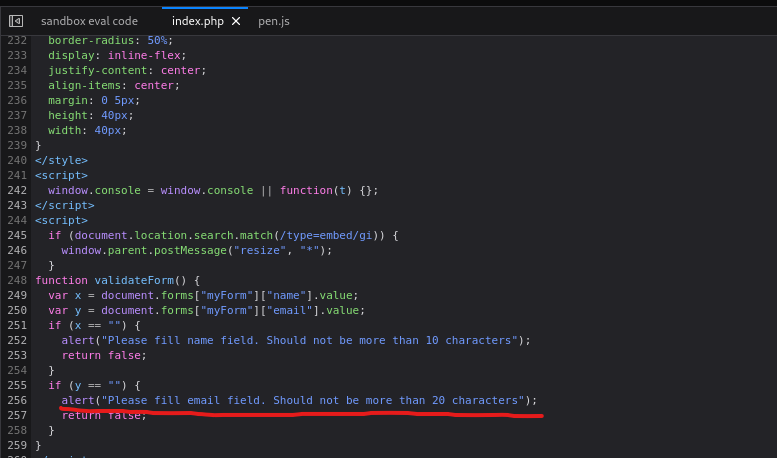 sandbox eval code index.php pen.js
232 border-radius: 50%;
233 display: inline-flex;
234 justify-content: center;
235 align-items: center;
236 margin: 0 5px;
237 height: 40px;
238 width: 40px;
239 }
240 </style>
241 <script>
242 window.console = window.console || function(t) {};
243 </script>
244 <script>
245 if (document.location.search.match(/type=embed/gi)) {
246 window.parent.postMessage("resize", "*");
247 }
248 function validateForm() {
249 var x = document.forms["myForm"]["name"].value;
250 var y = document.forms["myForm"]["email"].value;
251 if (x == "") {
252 alert("Please fill name field. Should not be more than 10 characters");
253 return false;
254 }
255 if (y == "") {
256 alert("Please fill email field. Should not be more than 20 characters");
257 return false;
258 }
259 }